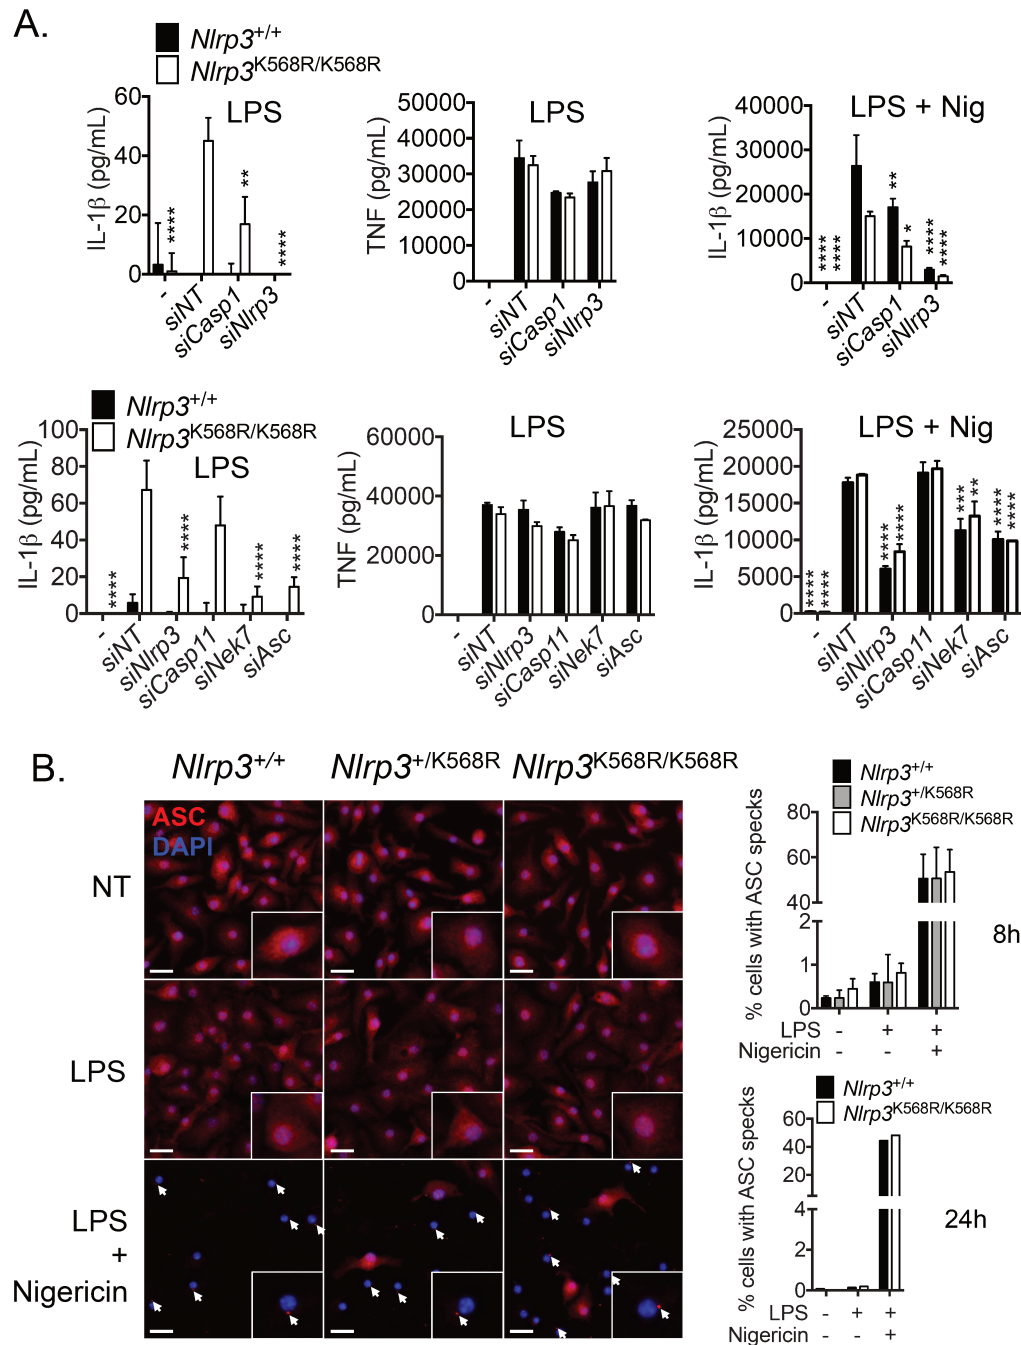 A.
Nlrp3+/+
Nlrp3K568R/K568R
LPS
IL-1β (pg/mL)
60
40
20
0
****
**
****
-
siNT
siCasp1
siNlrp3
LPS
TNF (pg/mL)
50000
40000
30000
20000
10000
0
-
siNT
siCasp1
siNlrp3
LPS + Nig
IL-1β (pg/mL)
40000
30000
20000
10000
0
****
****
**
*
****
****
-
siNT
siCasp1
siNlrp3
Nlrp3+/+
Nlrp3K568R/K568R
LPS
IL-1β (pg/mL)
100
80
60
40
20
0
****
****
****
****
-
siNT
siNlrp3
siCasp11
siNek7
siAsc
LPS
TNF (pg/mL)
60000
40000
20000
0
-
siNT
siNlrp3
siCasp11
siNek7
siAsc
LPS + Nig
IL-1β (pg/mL)
25000
20000
15000
10000
5000
0
****
****
****
****
***
**
****
****
-
siNT
siNlrp3
siCasp11
siNek7
siAsc
B.
Nlrp3+/+ Nlrp3+/K568R Nlrp3K568R/K568R
ASC
DAPI
NT
LPS
LPS
+
Nigericin
Nlrp3+/+
Nlrp3+/K568R
Nlrp3K568R/K568R
% cells with ASC specks
80
60
40
2
1
0
8h
LPS - + +
Nigericin - - +
Nlrp3+/+
Nlrp3K568R/K568R
% cells with ASC specks
60
40
20
4
2
0
24h
LPS - + +
Nigericin - - +